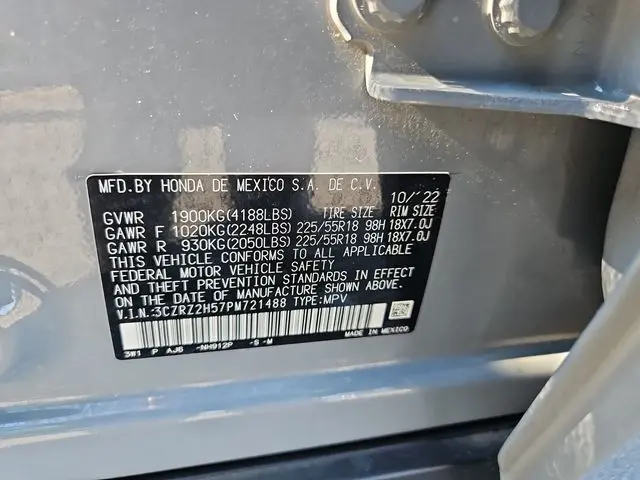 MFD.BY HONDA DE MEXICO S.A. DE C.V.
10/'22
GVWR 1900KG(4188LBS) TIRE SIZE RIM SIZE
GAWR F 1020KG(2248LBS) 225/55R18 98H 18X7.0J
GAWR R 930KG(2050LBS) 225/55R18 98H 18X7.0J
THIS VEHICLE CONFORMS TO ALL APPLICABLE
FEDERAL MOTOR VEHICLE SAFETY
AND THEFT PREVENTION STANDARDS IN EFFECT
ON THE DATE OF MANUFACTURE SHOWN ABOVE.
V.I.N.:3CZRZ2H57PM721488 TYPE:MPV
3W1 P AJ6 -NH912P -S -M MADE IN MEXICO